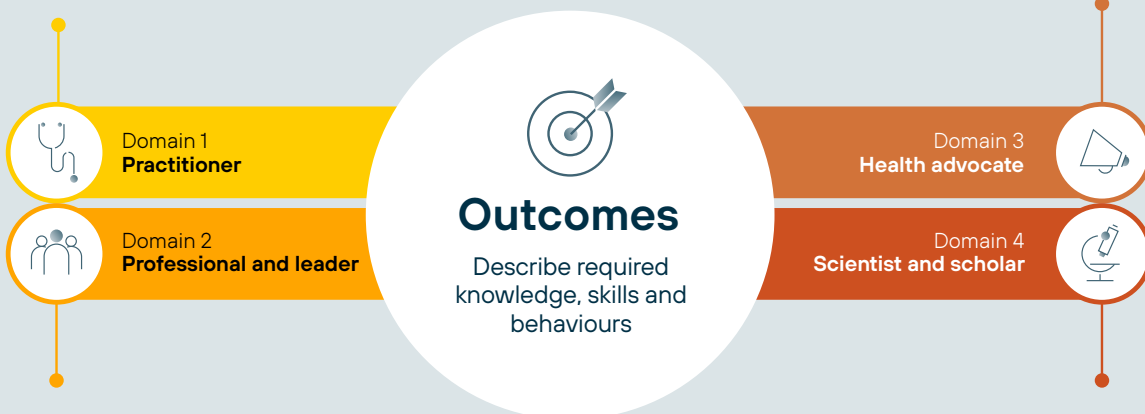 Domain 1
Practitioner
Domain 2
Professional and leader
Outcomes
Describe required
knowledge, skills and
behaviours
Domain 3
Health advocate
Domain 4
Scientist and scholar